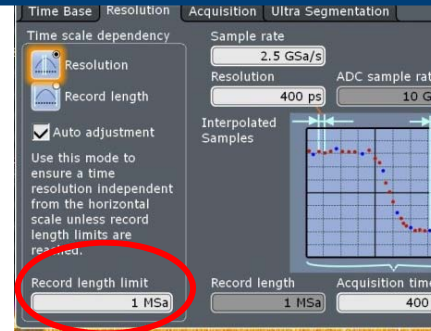 Time Base Resolution Acquisition Ultra Segmentation
Time scale dependency
Resolution
Record length
Auto adjustment
Use this mode to
ensure a time
resolution independent
from the horizontal
scale unless record
length limits are
reached.
Record length limit
1 MSa
Sample rate
2.5 GSa/s
Resolution
400 ps
ADC sample rat
10 G
Interpolated
Samples
Record length
1 MSa
Acquisition time
400